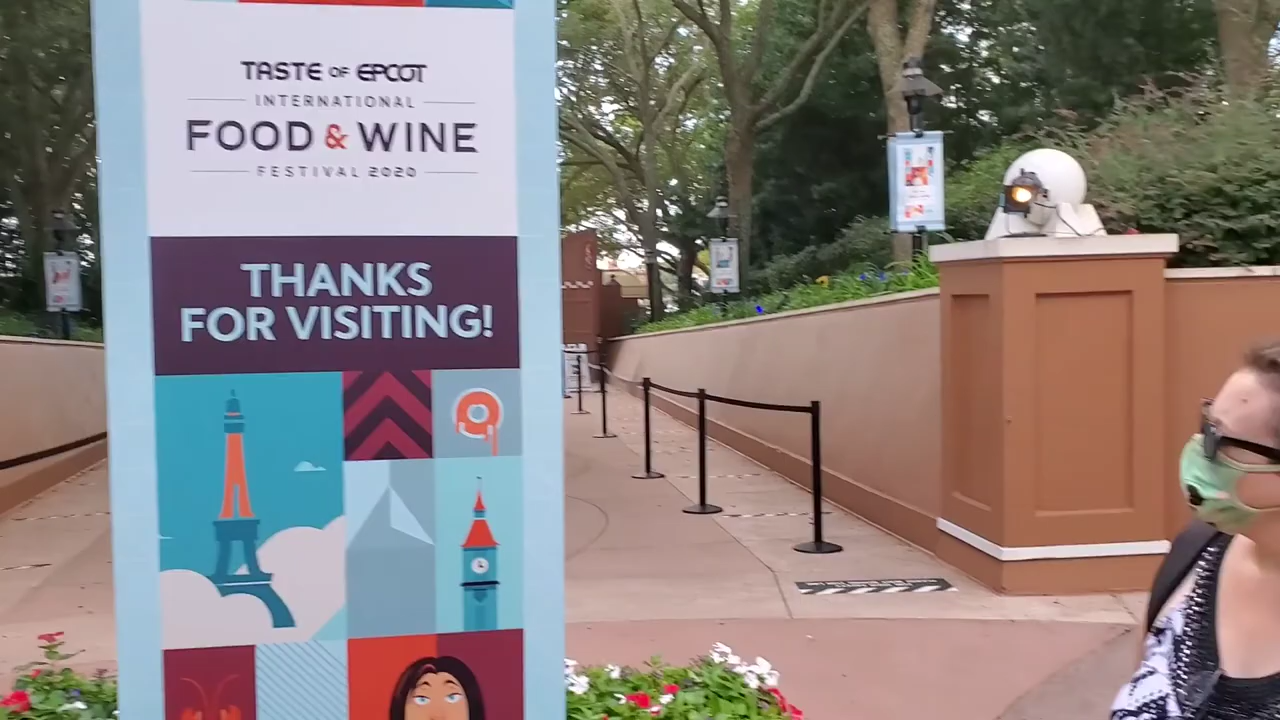 TASTE OF EPCOT
INTERNATIONAL
FOOD & WINE
FESTIVAL 2020
THANKS
FOR VISITING!